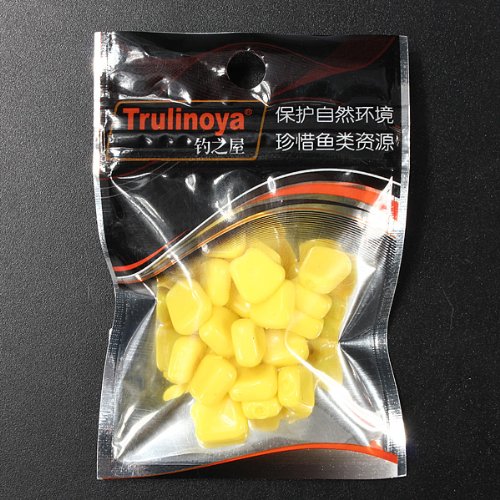 Trulinoya®
钓之屋
保护自然环境
珍惜鱼类资源